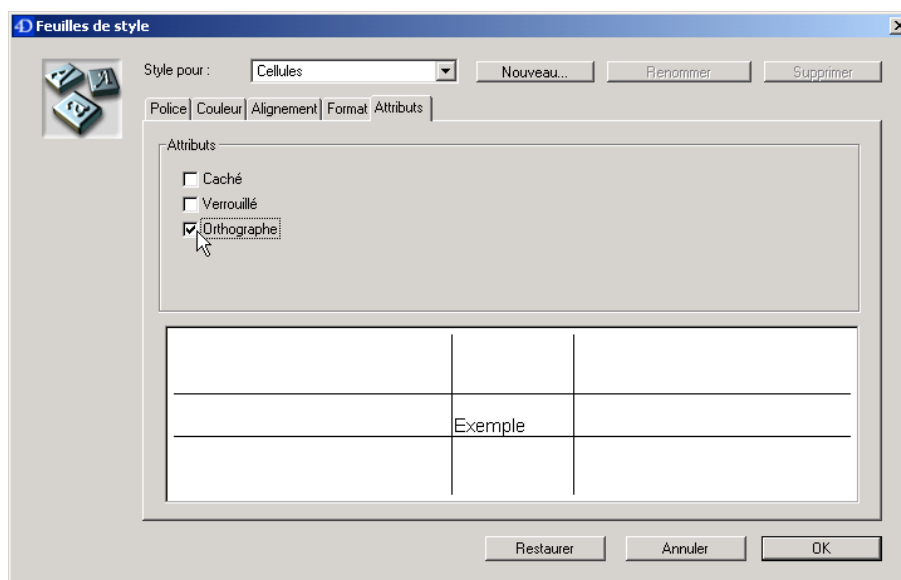 4D Feuilles de style
Style pour : Cellules Nouveau... Renommer Supprimer
Police Couleur Alignement Format Attributs
Attributs
Caché
Verrouillé
Orthographe
Exemple
Restaurer Annuler OK